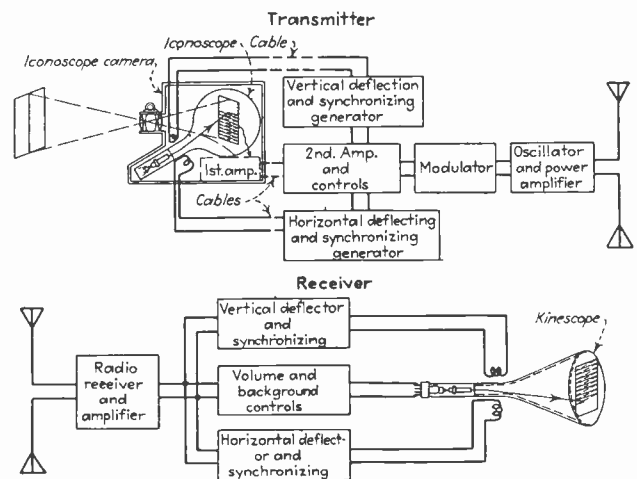 Transmitter
Iconoscope camera
Iconoscope
Cable
Vertical deflection
and synchronizing
generator
1st. amp.
2nd. Amp.
and
controls
Modulator
Oscillator
and power
amplifier
Cables
Horizontal deflecting
and synchronizing
generator
Receiver
Vertical deflector
and
synchrohizing
Kinescope
Radio
receiver
and
amplifier
Volume and
background
controls
Horizontal deflect-
or and
synchronizing